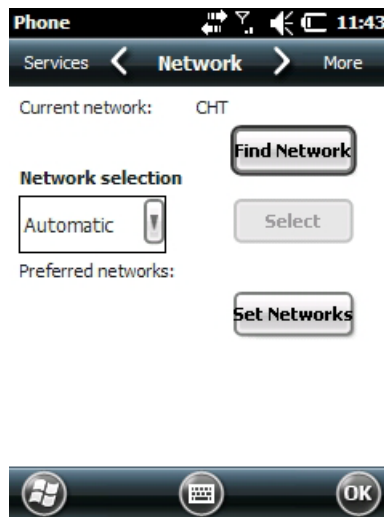 Phone 11:43
Services Network More
Current network: CHT
Find Network
Network selection
Automatic Select
Preferred networks:
Set Networks
OK